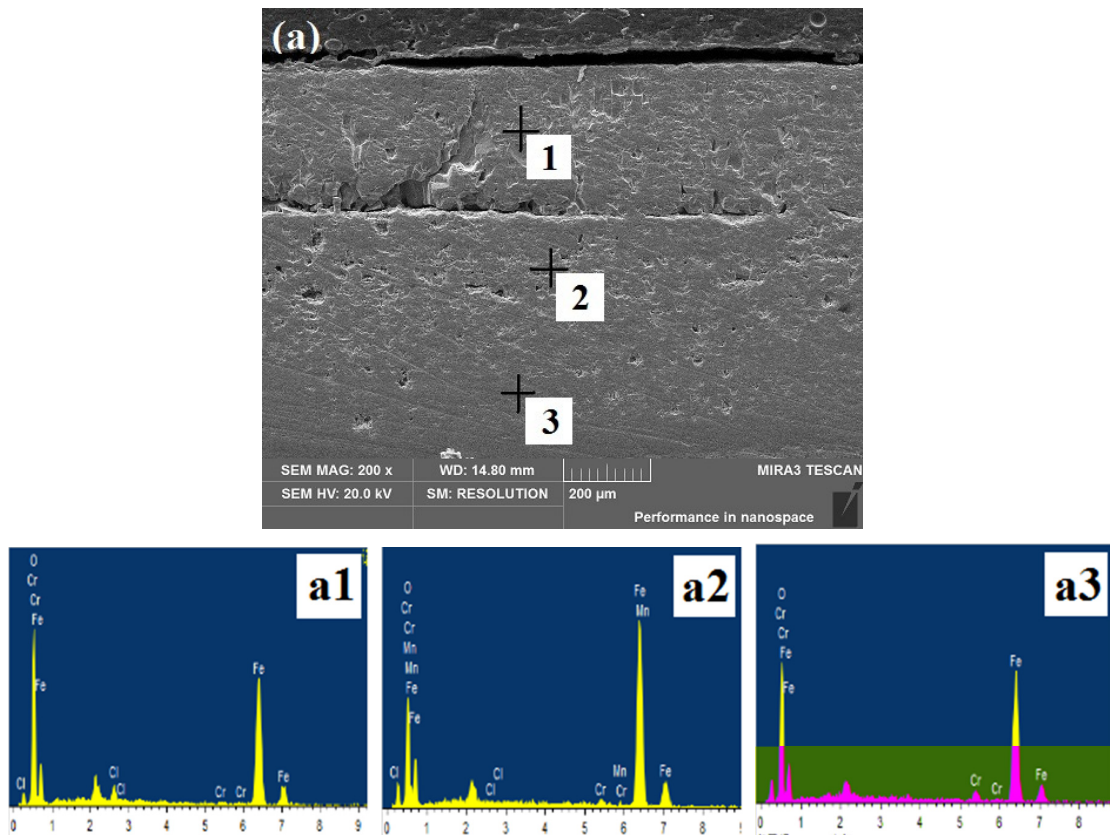 (a)
1
2
3
SEM MAG: 200 x WD: 14.80 mm MIRA3 TESCAN
SEM HV: 20.0 kV SM: RESOLUTION 200 µm
Performance in nanospace
a1
O
Cr
Cr
Fe
Fe
Cl
Cl
Cl
Cr Cr
Fe
Fe
0 1 2 3 4 5 6 7 8 9
a2
O
Cr
Cr
Mn
Mn
Fe
Fe
Cl
Cl
Cl
Cr
Mn
Cr
Fe
Mn
Fe
0 1 2 3 4 5 6 7 8
a3
O
Cr
Cr
Fe
Fe
Cr
Cr
Fe
Fe
0 1 2 3 4 5 6 7 8